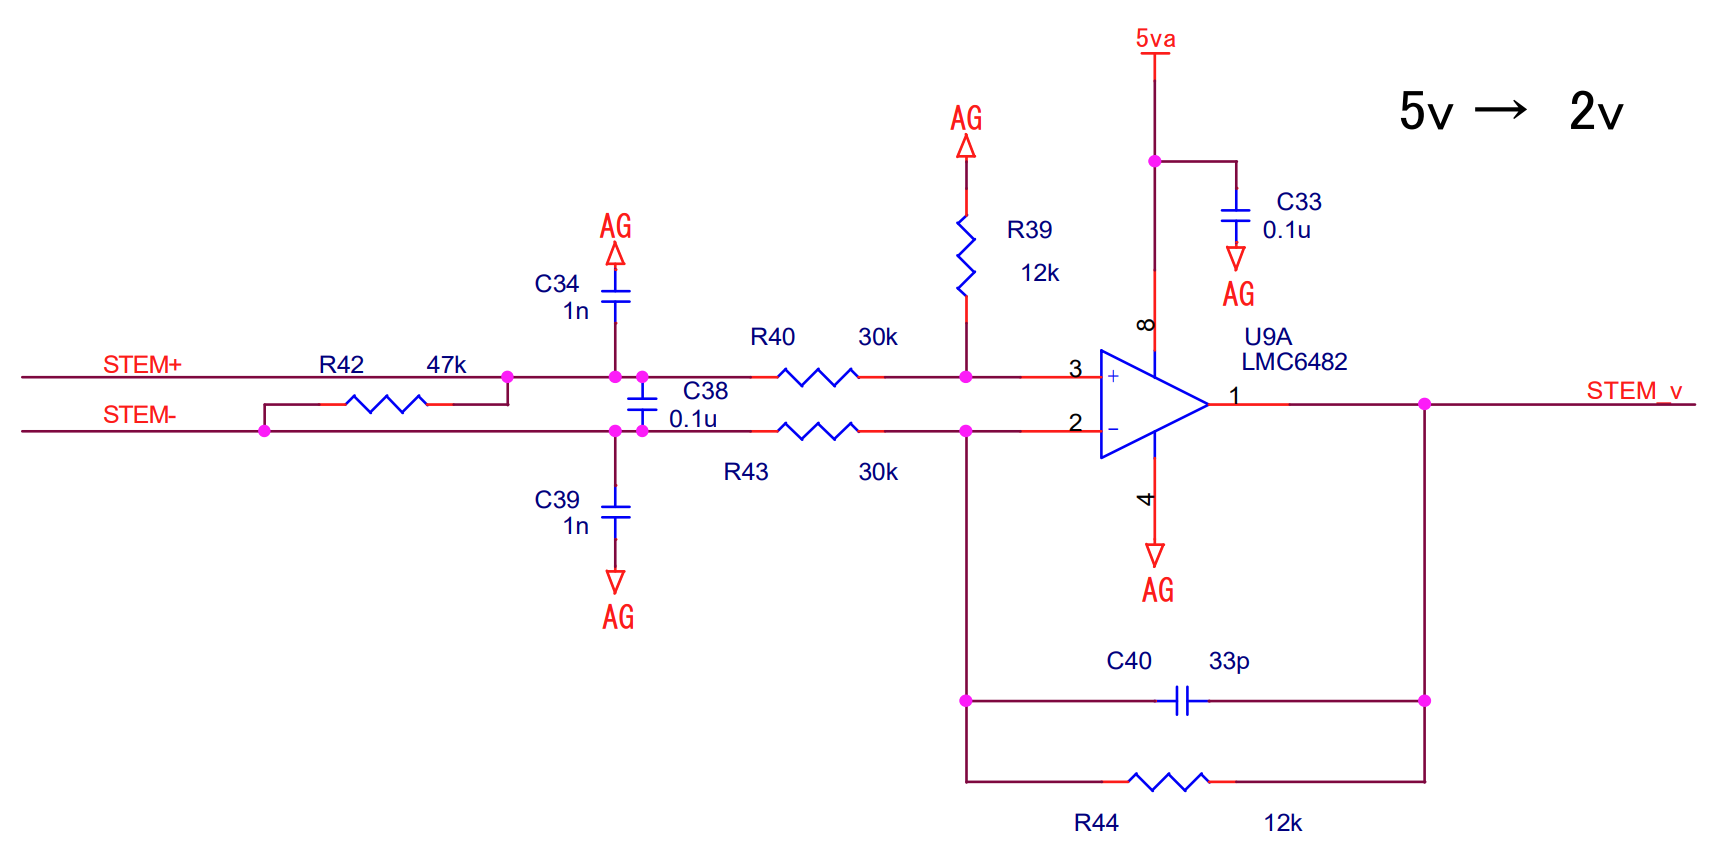 5va
5v → 2v
AG
C33
0.1u
AG
R39
12k
AG
C34
1n
8
U9A
LMC6482
R40 30k
STEM+
R42 47k
3
+
C38
0.1u
1
STEM_v
STEM-
2
-
R43 30k
4
C39
1n
AG
AG
C40 33p
R44 12k